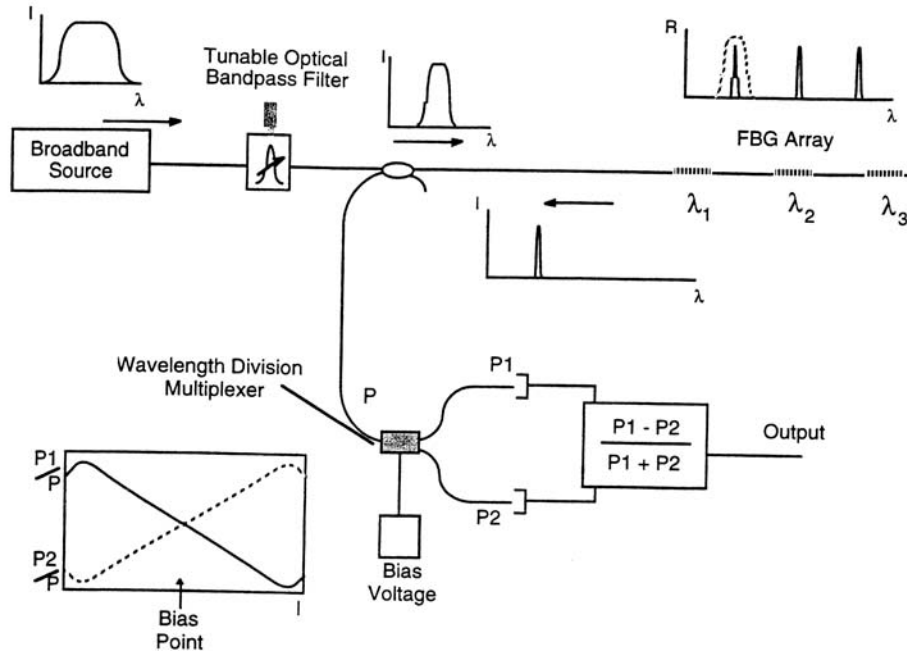 I
λ
Broadband
Source
Tunable Optical
Bandpass Filter
I
λ
R
λ
FBG Array
λ1
λ2
λ3
I
λ
Wavelength Division
Multiplexer
P
P1
P2
P1 - P2
P1 + P2
Output
Bias
Voltage
P1
P
P2
P
Bias
Point
l